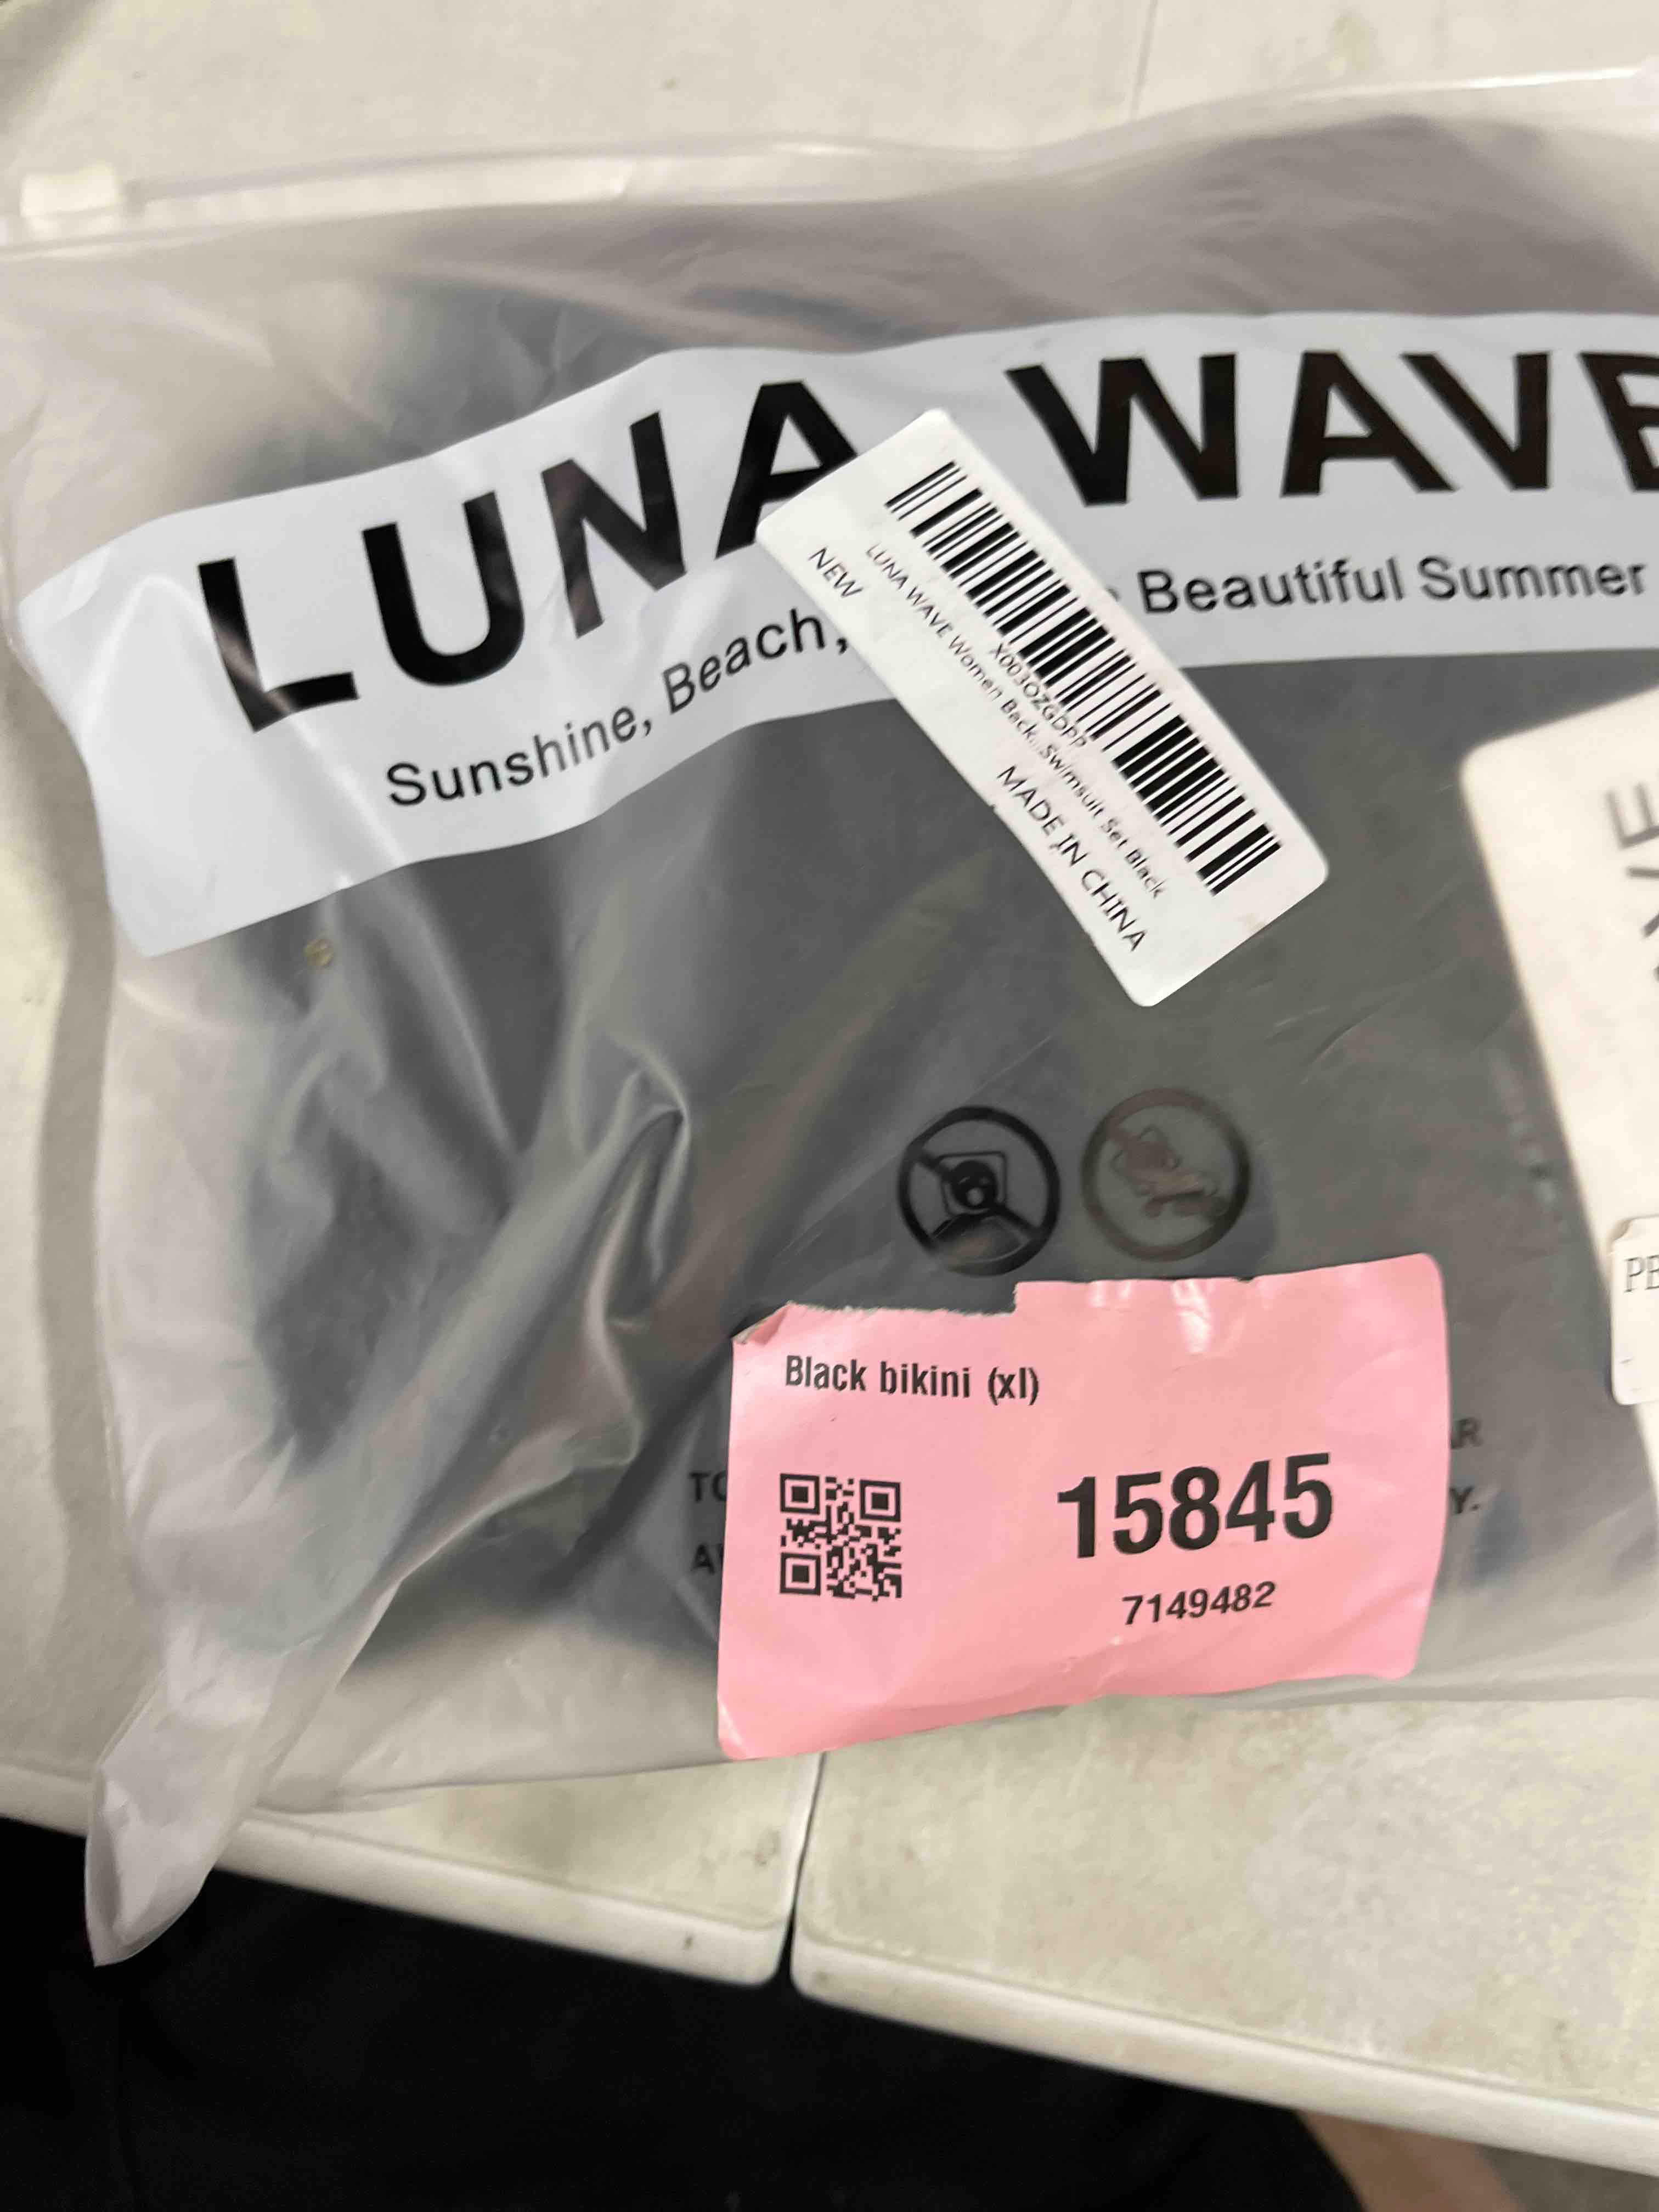 LUNA WAVE
Sunshine, Beach,
Beautiful Summer
X003OZGDPP
LUNA WAVE Women Back...Swimsuit Set Black
NEW
MADE IN CHINA
Black bikini (xl)
15845
7149482